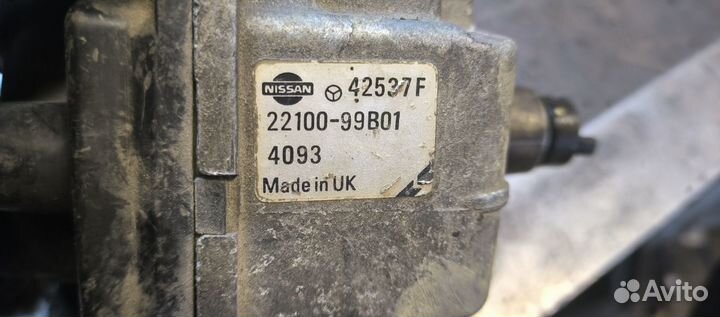 NISSAN 42537F
22100-99B01
4093
Made in UK
Avito